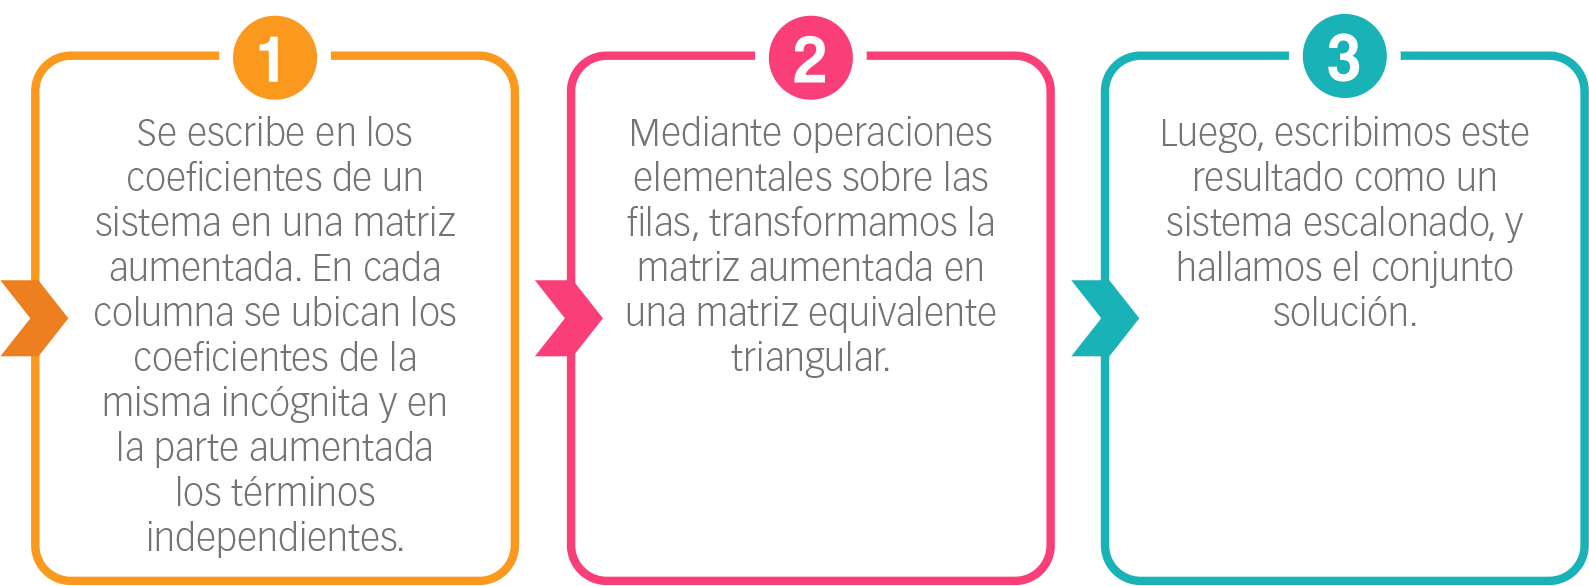 1
Se escribe en los
coeficientes de un
sistema en una matriz
aumentada. En cada
columna se ubican los
coeficientes de la
misma incógnita y en
la parte aumentada
los términos
independientes.
2
Mediante operaciones
elementales sobre las
filas, transformamos la
matriz aumentada en
una matriz equivalente
triangular.
3
Luego, escribimos este
resultado como un
sistema escalonado, y
hallamos el conjunto
solución.